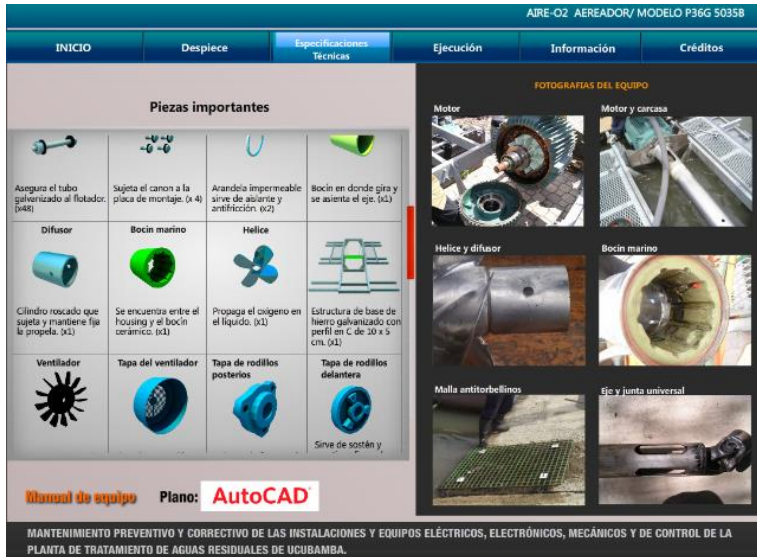 AIRE-O2 AEREADOR/ MODELO P36G 5035B
INICIO
Despiece
Especificaciones
Técnicas
Ejecución
Información
Créditos
Piezas importantes
Asegura el tubo
galvanizado al flotador.
(x48)
Sujeta el canon a la
placa de montaje. (x 4)
Arandela impermeable
sirve de aislante y
antifricción. (x2)
Bocin en donde gira y
se asienta el eje. (x1)
Difusor
Cilindro roscado que
sujeta y mantiene fija
la propela. (x1)
Bocin marino
Se encuentra entre el
housing y el bocín
cerámico. (x1)
Helice
Propaga el oxigeno en
el líquido. (x1)
Estructura de base de
hierro galvanizado con
perfil en C de 10 x 5
cm. (x1)
Ventilador
Tapa del ventilador
Tapa de rodillos
posterios
Tapa de rodillos
delantera
Sirve de sostén y
Manual de equipo
Plano:
AutoCAD
FOTOGRAFIAS DEL EQUIPO
Motor
Motor y carcasa
Helice y difusor
Bocin marino
Malla antitorbellinos
Eje y junta universal
MANTENIMIENTO PREVENTIVO Y CORRECTIVO DE LAS INSTALACIONES Y EQUIPOS ELÉCTRICOS, ELECTRÓNICOS, MECÁNICOS Y DE CONTROL DE LA
PLANTA DE TRATAMIENTO DE AGUAS RESIDUALES DE UCUBAMBA.